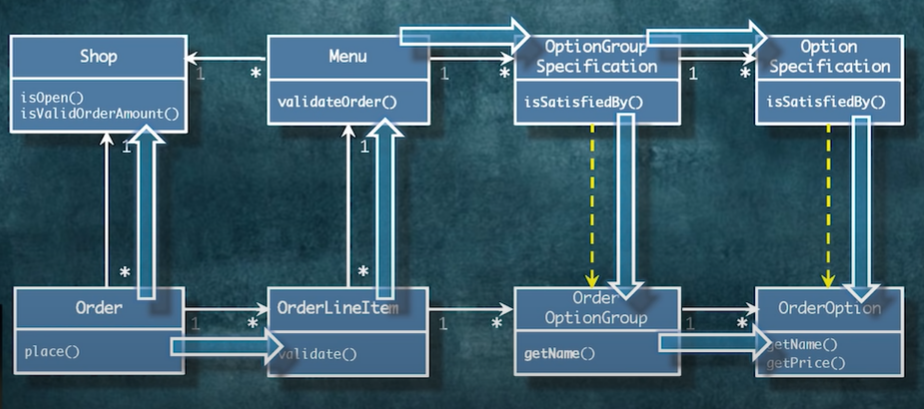 Shop
isOpen()
isValidOrderAmount()
1
*
Menu
validateOrder()
1
*
OptionGroup
Specification
isSatisfiedBy()
1
*
Option
Specification
isSatisfiedBy()
1
*
1
*
Order
place()
1
*
OrderLineItem
validate()
1
*
Order
OptionGroup
getName()
1
*
OrderOption
getName()
getPrice()